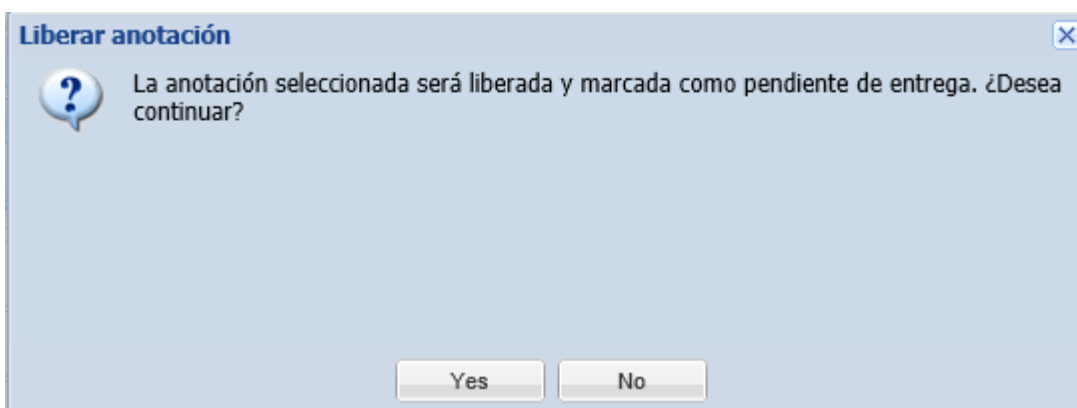 Liberar anotación
La anotación seleccionada será liberada y marcada como pendiente de entrega. ¿Desea
continuar?
Yes
No